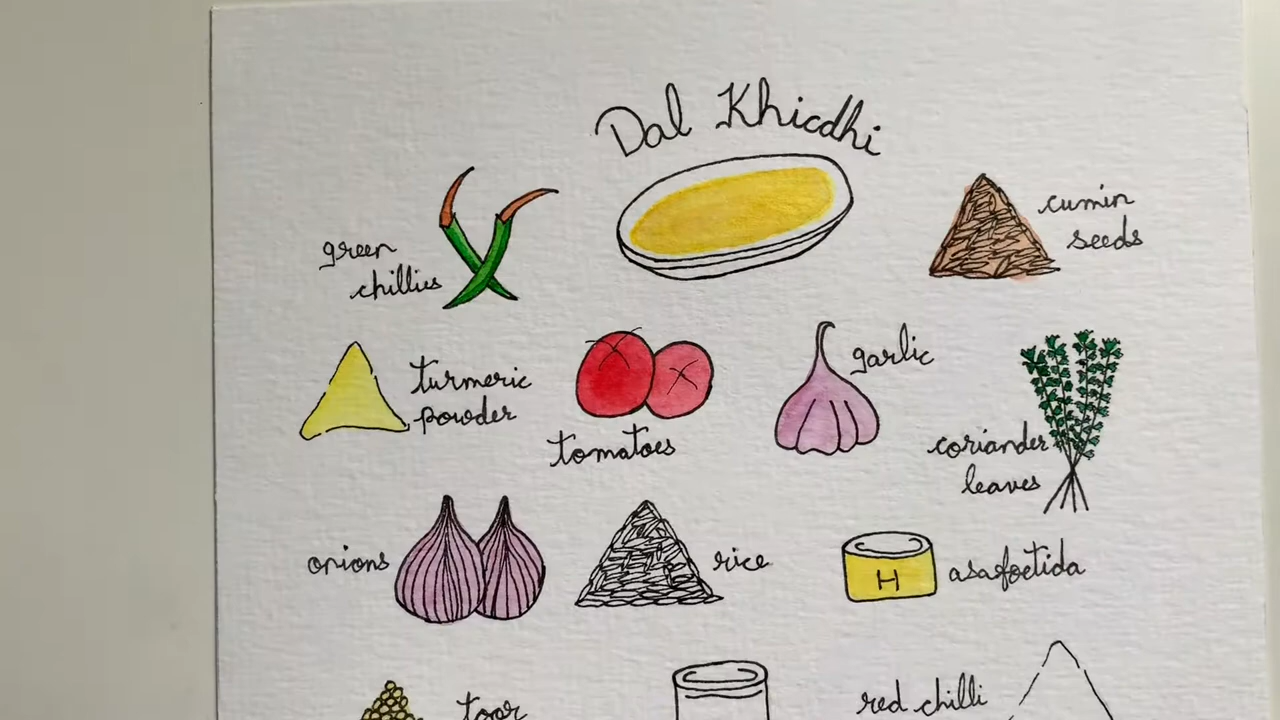 Dal Khicdhi
green
chillies
cumin
seeds
turmeric
powder
tomatoes
garlic
coriander
leaves
onions
rice
H
asafoetida
toor
red chilli